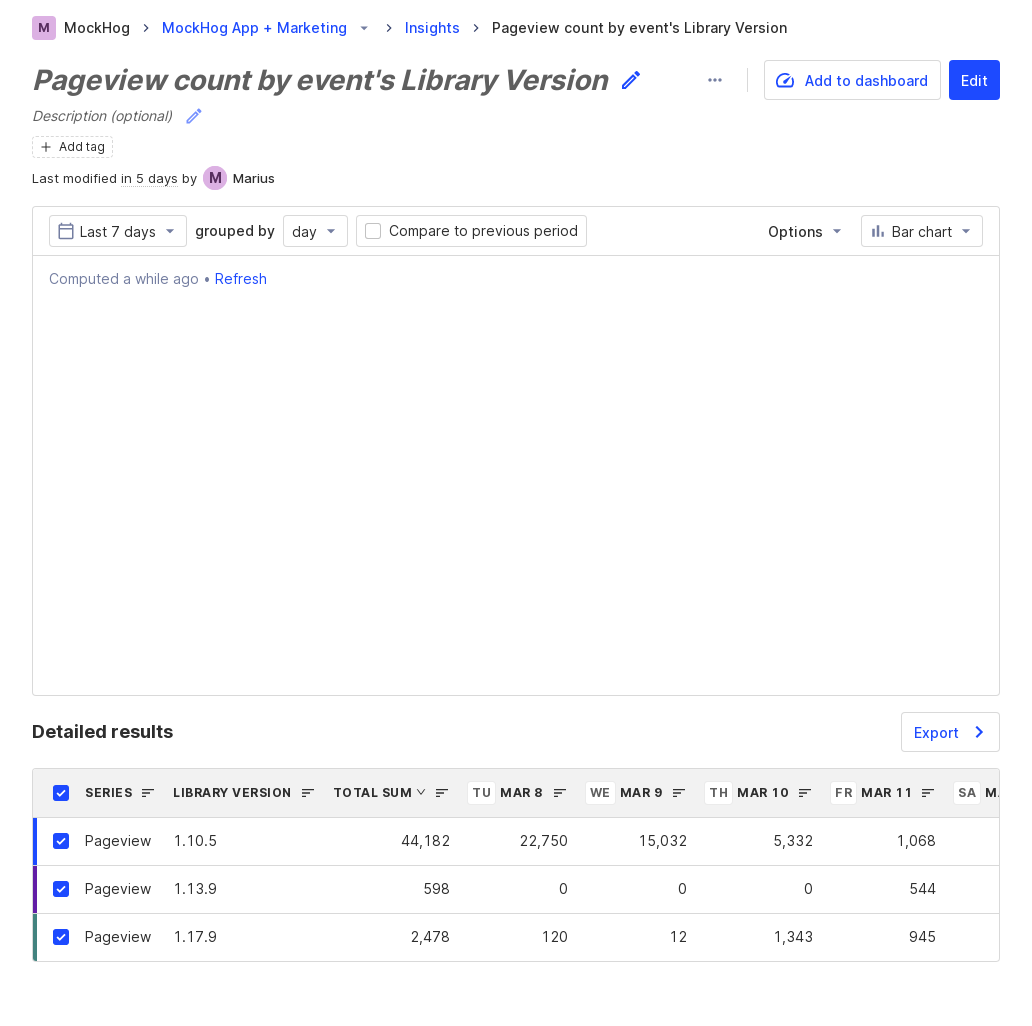 M MockHog MockHog App + Marketing Insights Pageview count by event's Library Version
Pageview count by event's Library Version
Add to dashboard
Edit
Description (optional)
Add tag
Last modified in 5 days by M Marius
Last 7 days grouped by day Compare to previous period Options Bar chart
Computed a while ago • Refresh
Detailed results
Export
SERIES LIBRARY VERSION TOTAL SUM TU MAR 8 WE MAR 9 TH MAR 10 FR MAR 11 SA
Pageview 1.10.5 44,182 22,750 15,032 5,332 1,068
Pageview 1.13.9 598 0 0 0 544
Pageview 1.17.9 2,478 120 12 1,343 945